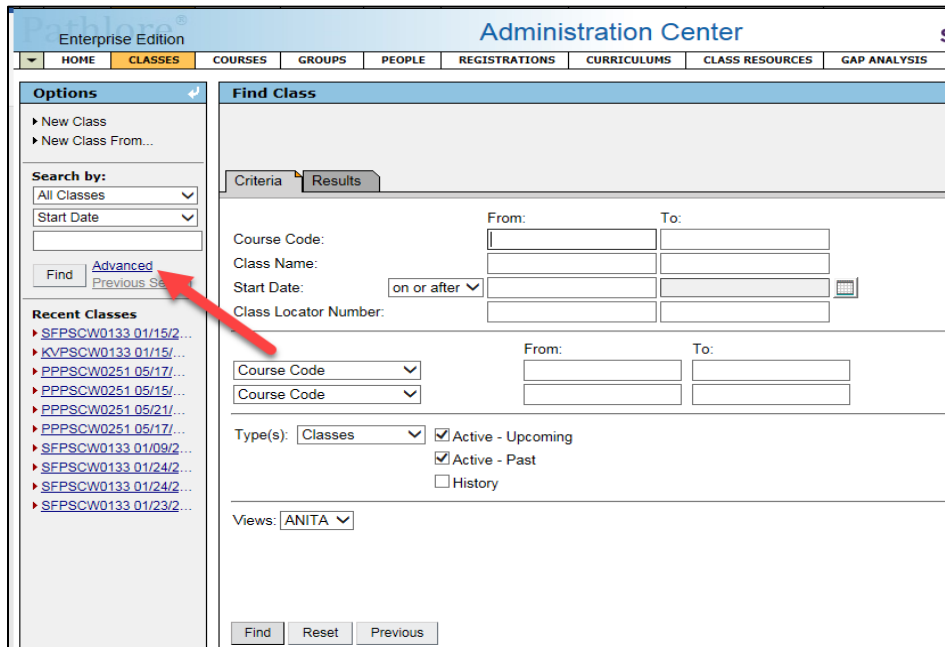 Pathlore®
Enterprise Edition
Administration Center
HOME CLASSES COURSES GROUPS PEOPLE REGISTRATIONS CURRICULUMS CLASS RESOURCES GAP ANALYSIS
Options
New Class
New Class From...
Search by:
All Classes
Start Date
Find
Advanced
Previous
Recent Classes
SFPSCW0133 01/15/2...
KVPSCW0133 01/15/...
PPPSCW0251 05/17/...
PPPSCW0251 05/15/...
PPPSCW0251 05/21/...
PPPSCW0251 05/17/...
SFPSCW0133 01/09/2...
SFPSCW0133 01/24/2...
SFPSCW0133 01/24/2...
SFPSCW0133 01/23/2...
Find Class
Criteria Results
From: To:
Course Code:
Class Name:
Start Date: on or after
Class Locator Number:
From: To:
Course Code
Course Code
Type(s): Classes Active - Upcoming
Active - Past
History
Views: ANITA
Find Reset Previous